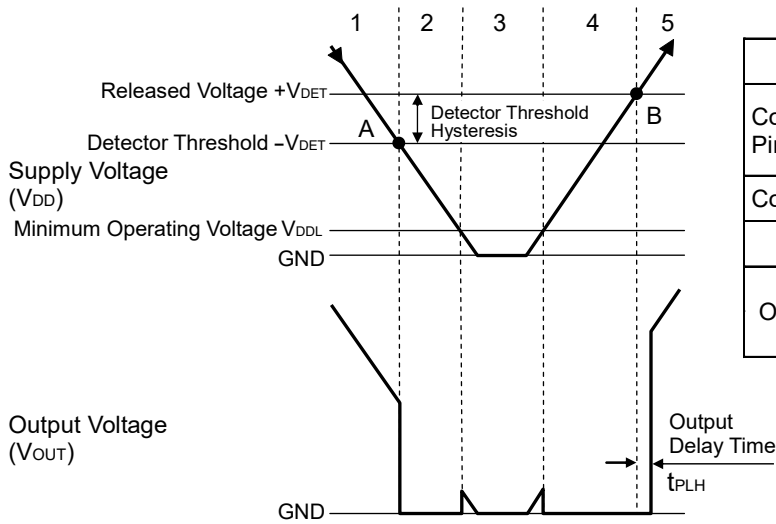 1 2 3 4 5
Released Voltage +VDET
Detector Threshold
Hysteresis
A
B
Detector Threshold –VDET
Supply Voltage
(VDD)
Minimum Operating Voltage VDDL
GND
Output Voltage
(VOUT)
Output
Delay Time
tPLH
GND
Co
Pin
Co
O